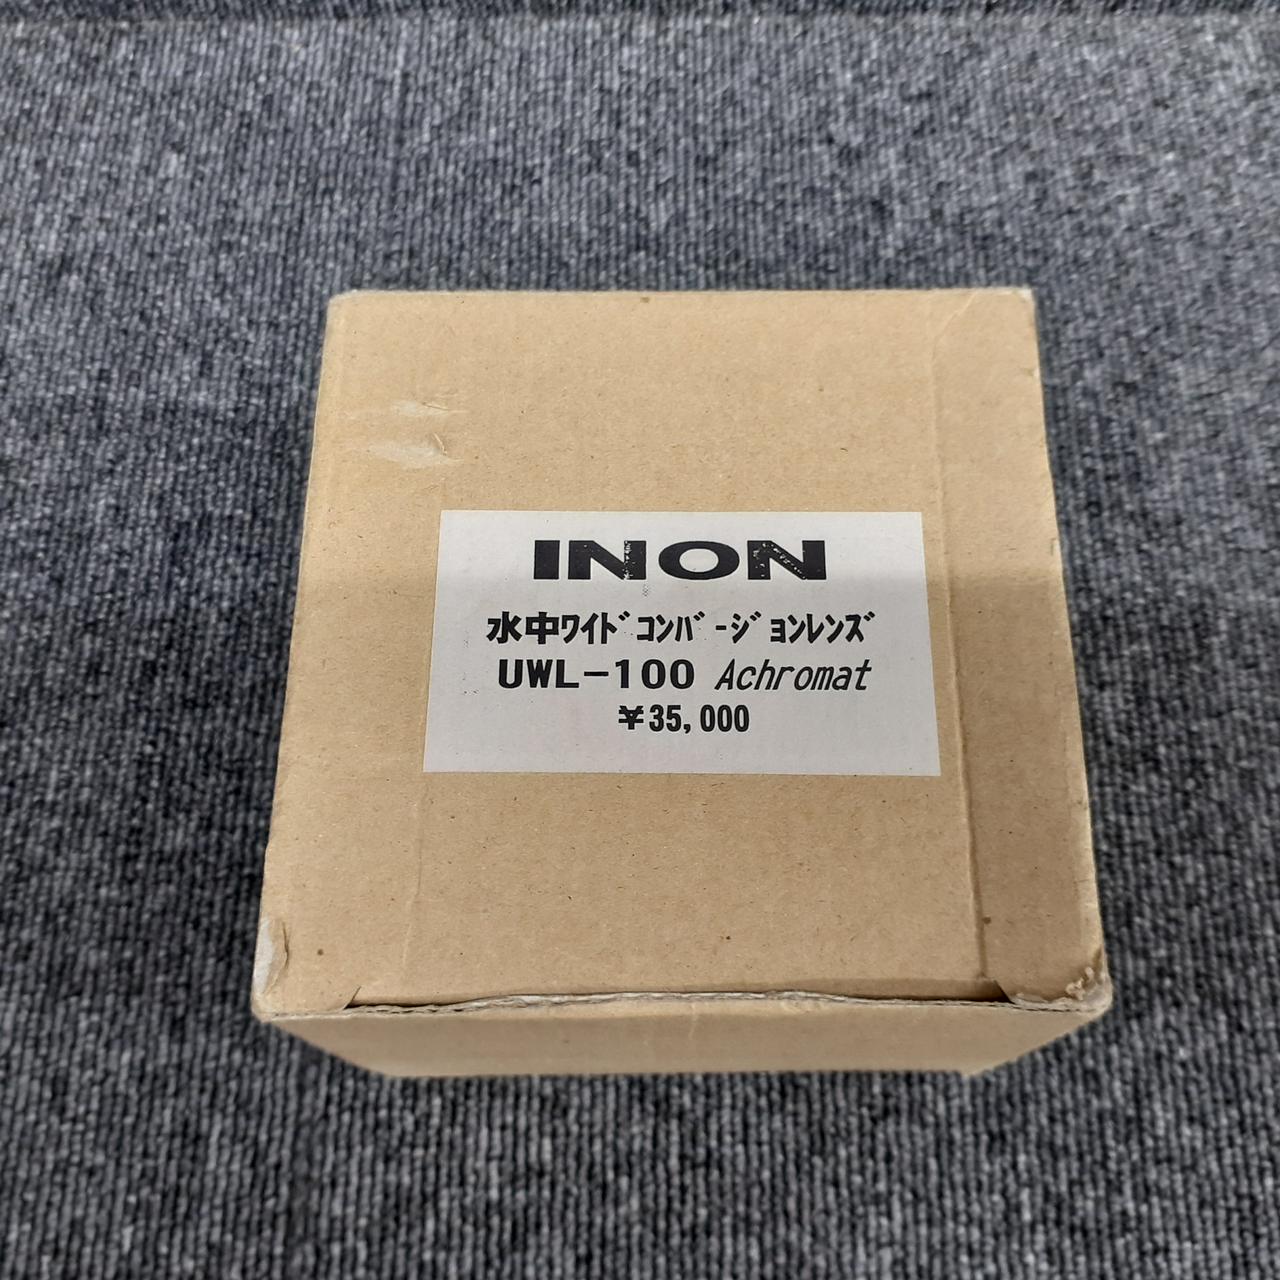 INON
水中ﾜｲﾄﾞｺﾝﾊﾞｰｼﾞｮﾝﾚﾝｽﾞ
UWL-100 Achromat
¥35,000